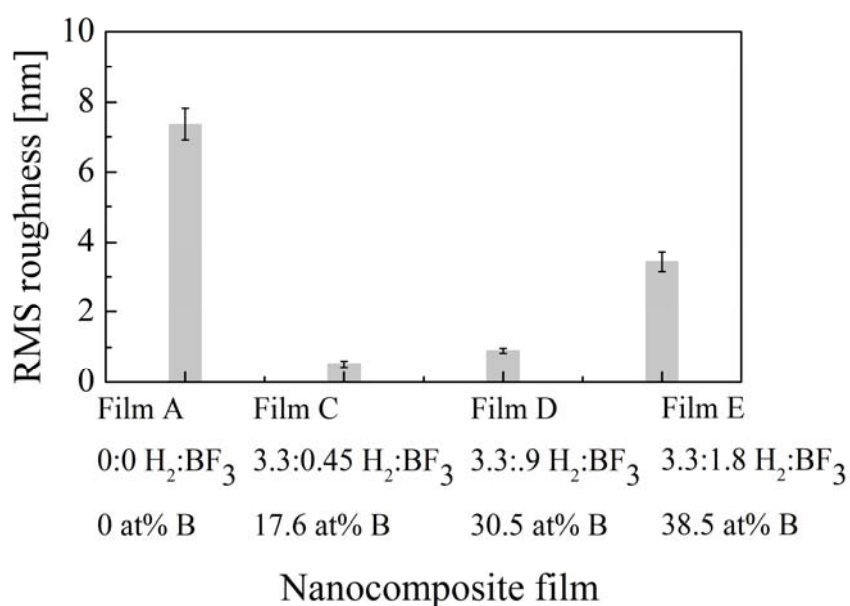 10
8
6
4
2
0
RMS roughness [nm]
Film A Film C Film D Film E
0:0 H₂:BF₃ 3.3:0.45 H₂:BF₃ 3.3:.9 H₂:BF₃ 3.3:1.8 H₂:BF₃
0 at% B 17.6 at% B 30.5 at% B 38.5 at% B
Nanocomposite film